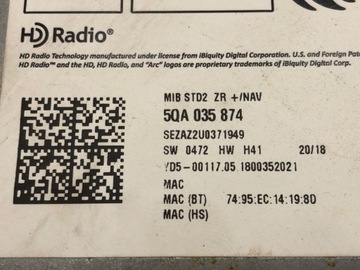 HD Radio®
HD Radio Technology manufactured under license from iBiquity Digital Corporation. U.S. and Foreign
HD Radio™ and the HD, HD Radio, and "Arc" logos are proprietary trademarks of iBiquity Digital Corp.
MIB STD2 ZR +/NAV
5QA 035 874
SEZAZ2U0371949
SW 0472 HW H41 20/18
YD5-00117.05.1800352021
MAC
MAC (BT) 74:95:EC:14:19:8D
MAC (HS)